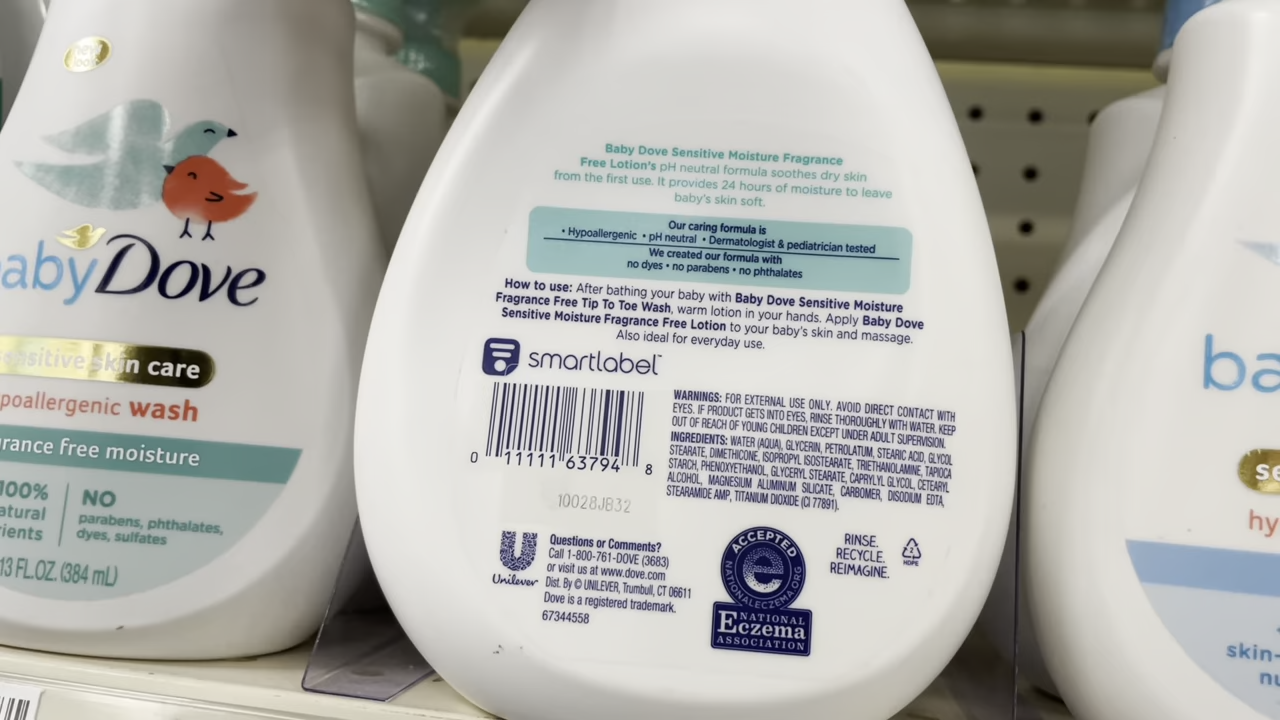 new look
baby Dove
sensitive skin care
hypoallergenic wash
fragrance free moisture
100%
natural
NO
parabens, phthalates,
dyes, sulfates
13 FL.OZ. (384 mL)
Baby Dove Sensitive Moisture Fragrance
Free Lotion's pH neutral formula soothes dry skin
from the first use. It provides 24 hours of moisture to leave
baby's skin soft.
Our caring formula is
• Hypoallergenic • pH neutral • Dermatologist & pediatrician tested
We created our formula with
no dyes • no parabens • no phthalates
How to use: After bathing your baby with Baby Dove Sensitive Moisture
Fragrance Free Tip To Toe Wash, warm lotion in your hands. Apply Baby Dove
Sensitive Moisture Fragrance Free Lotion to your baby's skin and massage.
Also ideal for everyday use.
smartlabel™
0 11111 63794 8
10028JB32
WARNINGS: FOR EXTERNAL USE ONLY. AVOID DIRECT CONTACT WITH
EYES. IF PRODUCT GETS INTO EYES, RINSE THOROUGHLY WITH WATER. KEEP
OUT OF REACH OF YOUNG CHILDREN EXCEPT UNDER ADULT SUPERVISION.
INGREDIENTS: WATER (AQUA), GLYCERIN, PETROLATUM, STEARIC ACID, GLYCOL
STEARATE, DIMETHICONE, ISOPROPYL ISOSTEARATE, TRIETHANOLAMINE, TAPIOCA
STARCH, PHENOXYETHANOL, GLYCERYL STEARATE, CAPRYLYL GLYCOL, CETEARYL
ALCOHOL, MAGNESIUM ALUMINUM SILICATE, CARBOMER, DISODIUM EDTA,
STEARAMIDE AMP, TITANIUM DIOXIDE (CI 77891).
Unilever
Questions or Comments?
Call 1-800-761-DOVE (3683)
or visit us at www.dove.com
Dist. By © UNILEVER, Trumbull, CT 06611
Dove is a registered trademark.
67344558
ACCEPTED
e
NATIONALECZEMA.ORG
NATIONAL
Eczema
ASSOCIATION
RINSE.
RECYCLE.
REIMAGINE.
2
HDPE
ba
se
hy
skin-
nu